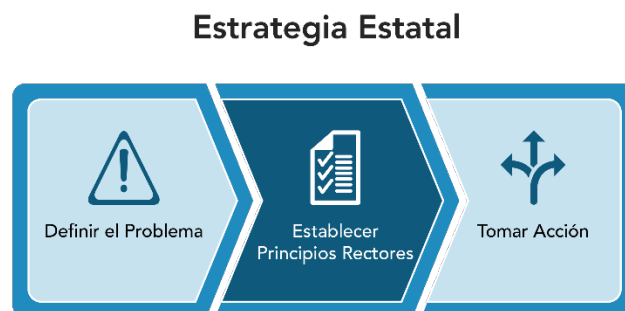 Estrategia Estatal
Definir el Problema
Establecer
Principios Rectores
Tomar Acción